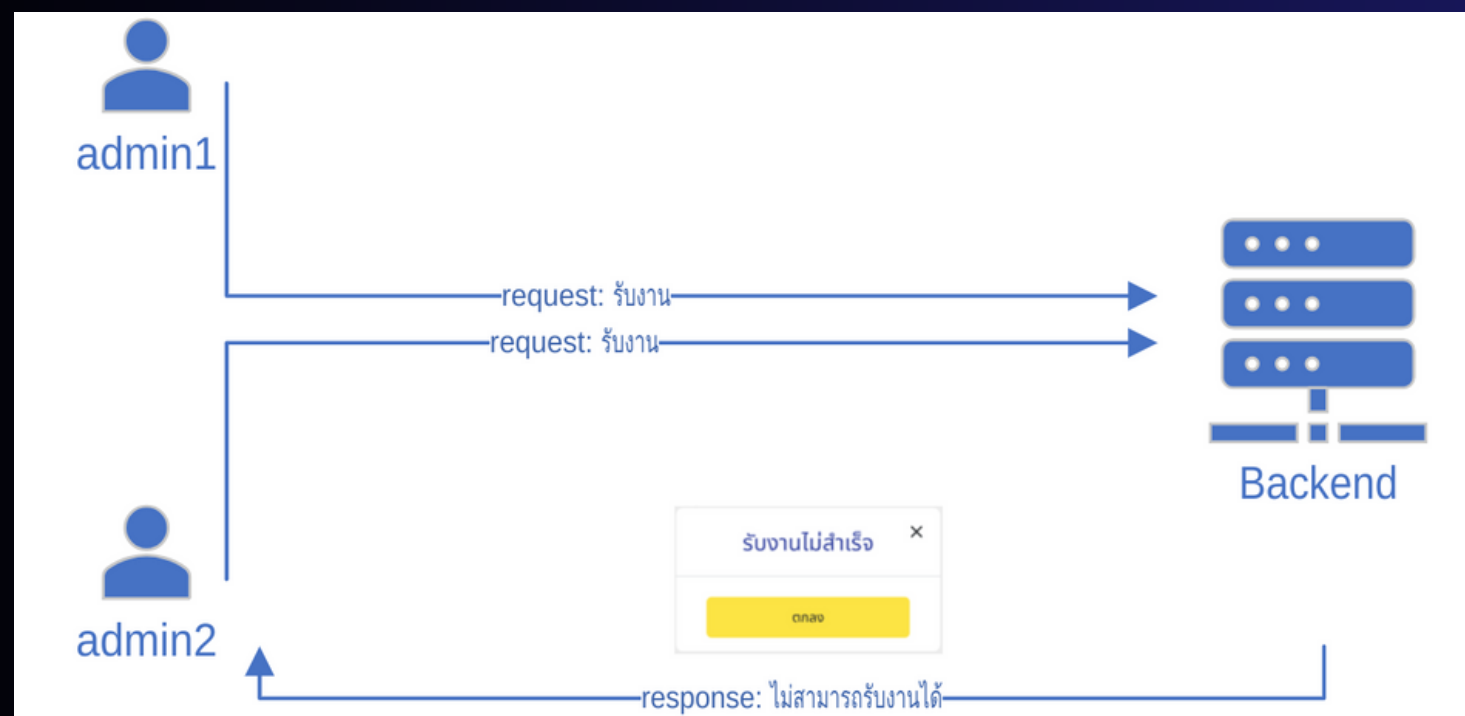 admin1
request: รับงาน
request: รับงาน
Backend
รับงานไม่สำเร็จ
ตกลง
admin2
response: ไม่สามารถรับงานได้